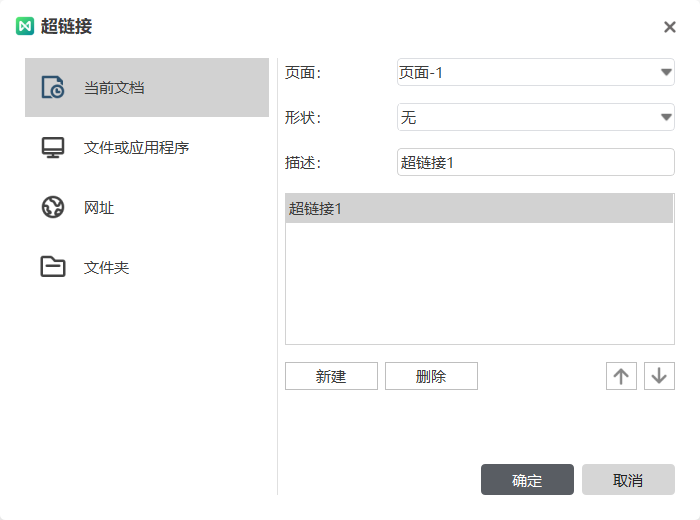 超链接
当前文档
文件或应用程序
网址
文件夹
页面: 页面-1
形状: 无
描述: 超链接1
超链接1
新建 删除
确定 取消